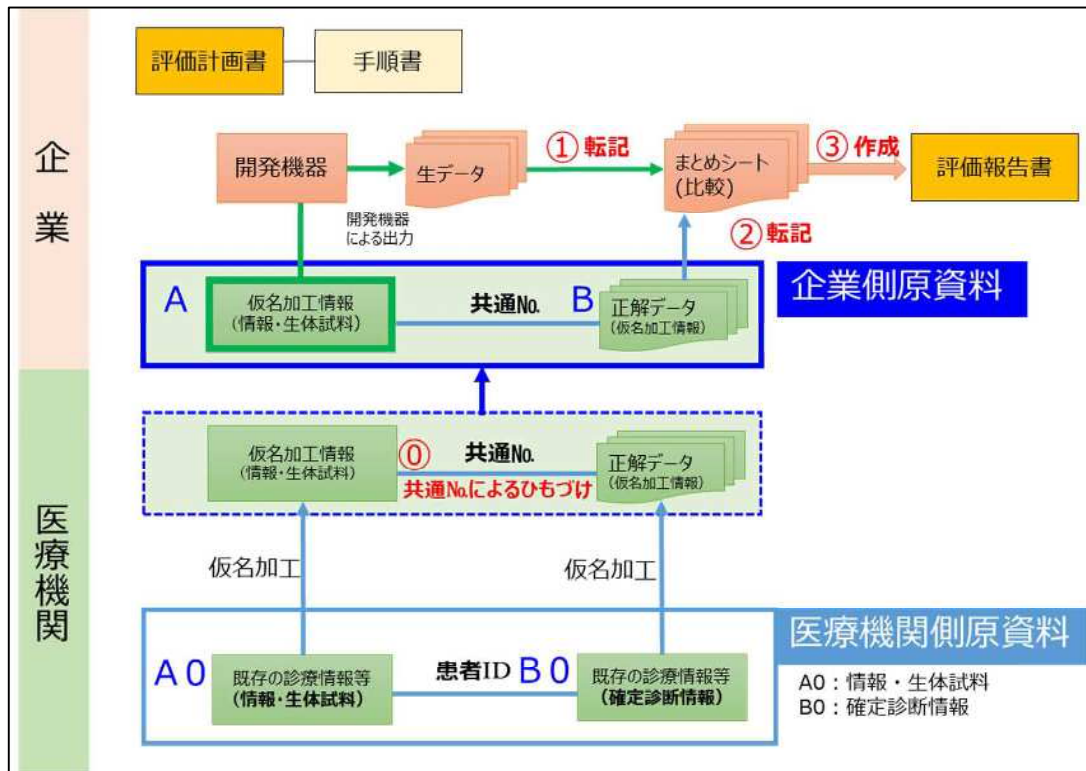 評価計画書
手順書
企業
開発機器
生データ
① 転記
まとめシート
(比較)
③ 作成
評価報告書
開発機器
による出力
② 転記
企業側原資料
A
仮名加工情報
(情報・生体試料)
共通No.
B
正解データ
(仮名加工情報)
医療機関
仮名加工情報
(情報・生体試料)
⓪
共通No.
共通No.によるひもづけ
正解データ
(仮名加工情報)
仮名加工
仮名加工
医療機関側原資料
A0
既存の診療情報等
(情報・生体試料)
患者ID
B0
既存の診療情報等
(確定診断情報)
A0:情報・生体試料
B0:確定診断情報